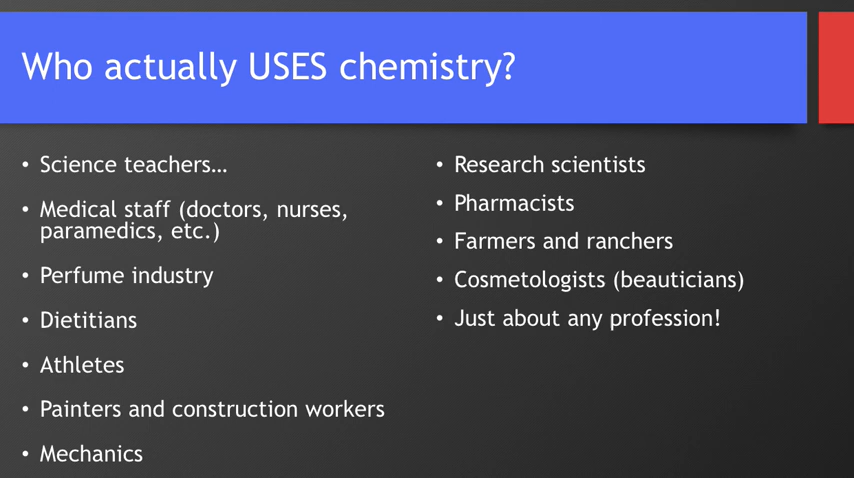 Who actually USES chemistry?
• Science teachers…
• Medical staff (doctors, nurses,
paramedics, etc.)
• Perfume industry
• Dietitians
• Athletes
• Painters and construction workers
• Mechanics
• Research scientists
• Pharmacists
• Farmers and ranchers
• Cosmetologists (beauticians)
• Just about any profession!